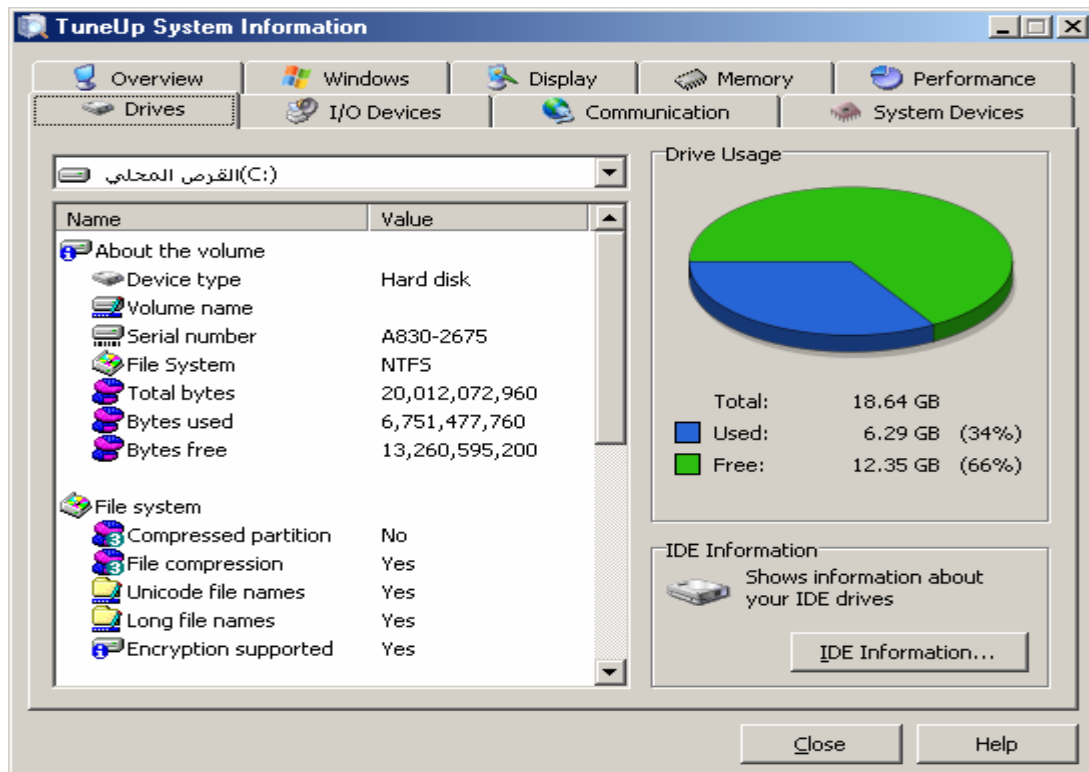 TuneUp System Information
Overview Windows Display Memory Performance
Drives I/O Devices Communication System Devices
القرص المحلي (C:)
Name Value
About the volume
Device type Hard disk
Volume name
Serial number A830-2675
File System NTFS
Total bytes 20,012,072,960
Bytes used 6,751,477,760
Bytes free 13,260,595,200
File system
Compressed partition No
File compression Yes
Unicode file names Yes
Long file names Yes
Encryption supported Yes
Drive Usage
Total: 18.64 GB
Used: 6.29 GB (34%)
Free: 12.35 GB (66%)
IDE Information
Shows information about
your IDE drives
IDE Information...
Close Help